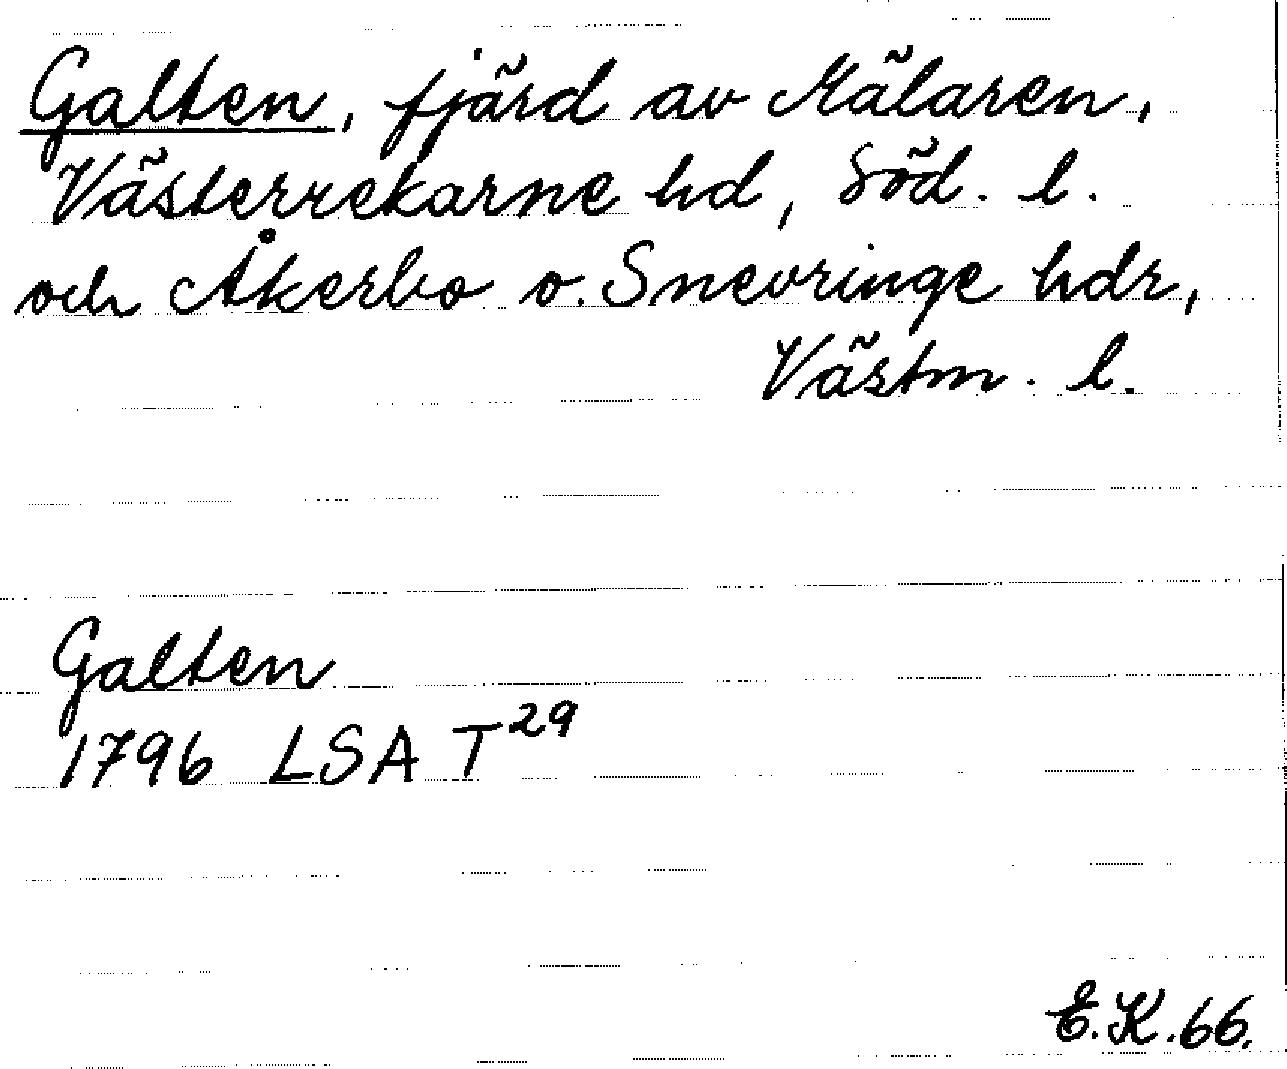 Galten, fjärd av Mälaren,
Västerrekarne hd, Söd. l.
och Åkerbo o. Snevringe hdr,
Västm. l.
Galten
1796 LSA T²⁹
E.K.66.